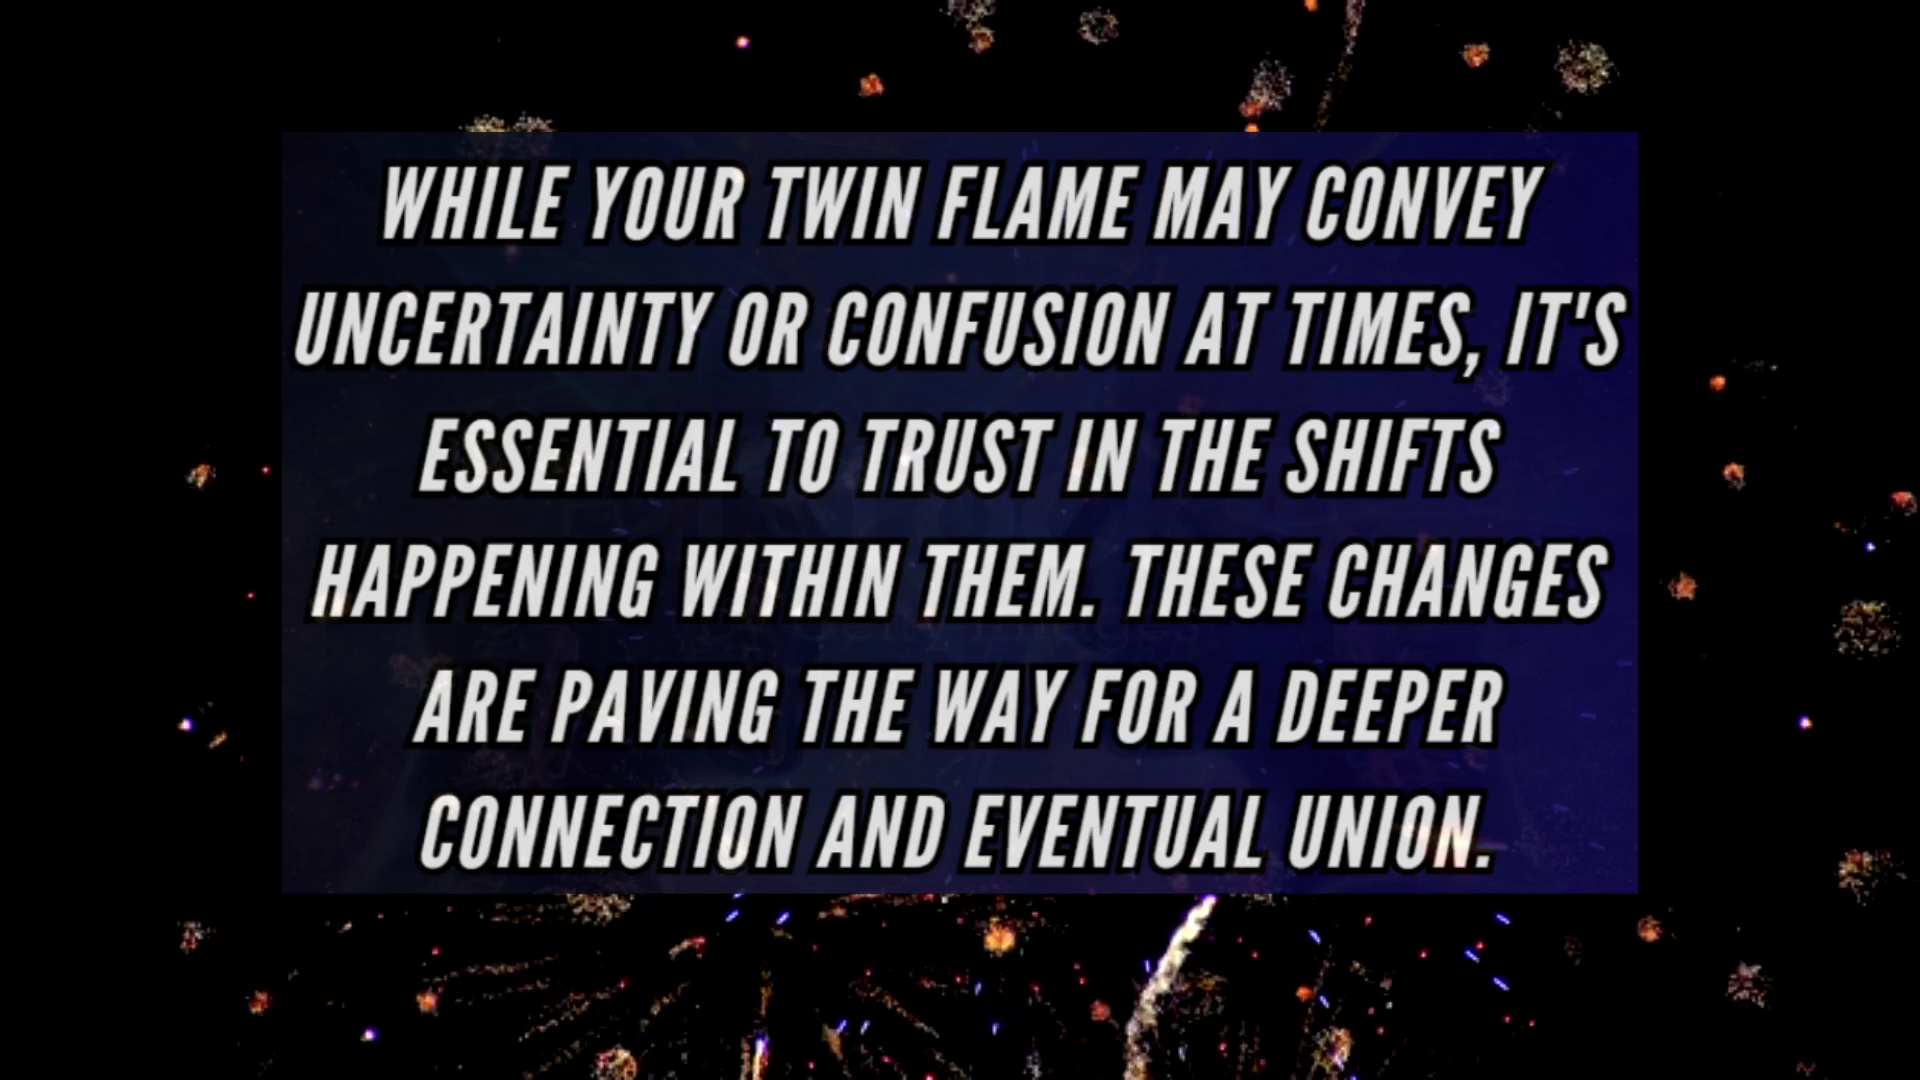 WHILE YOUR TWIN FLAME MAY CONVEY
UNCERTAINTY OR CONFUSION AT TIMES, IT'S
ESSENTIAL TO TRUST IN THE SHIFTS
HAPPENING WITHIN THEM. THESE CHANGES
ARE PAVING THE WAY FOR A DEEPER
CONNECTION AND EVENTUAL UNION.